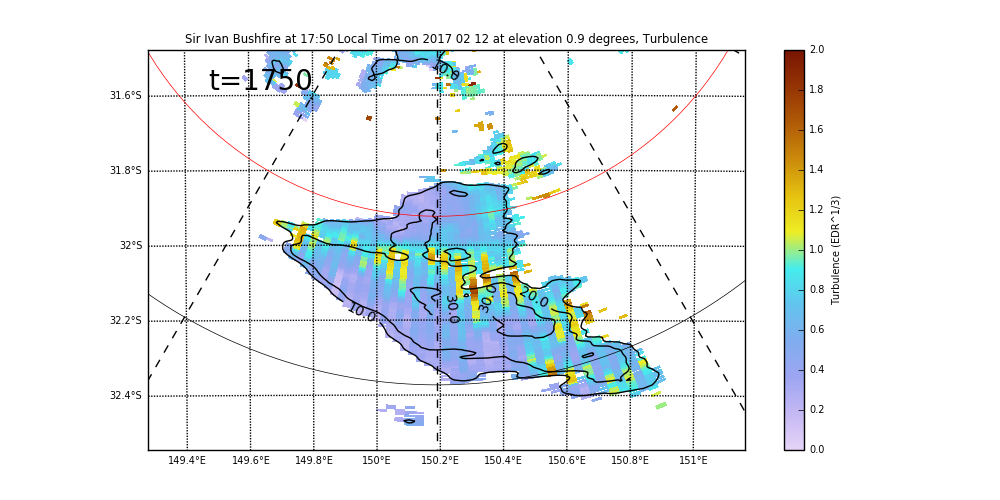 Sir Ivan Bushfire at 17:50 Local Time on 2017 02 12 at elevation 0.9 degrees, Turbulence
t=1750
31.6°S
31.8°S
32°S
32.2°S
32.4°S
10.0
30.0
30.0
149.4°E 149.6°E 149.8°E 150°E 150.2°E 150.4°E 150.6°E 150.8°E 151°E
2.0
1.8
1.6
1.4
1.2
1.0
0.8
0.6
0.4
0.2
0.0
Turbulence (EDR^1/3)